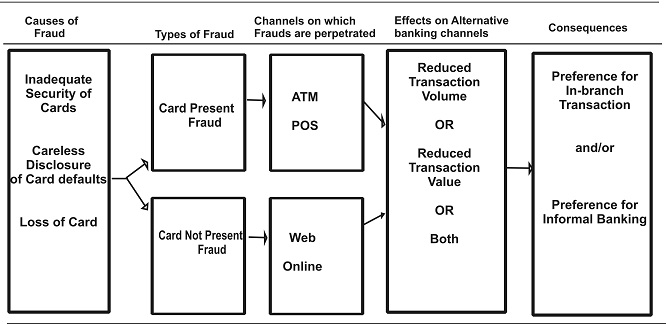 Causes of
Fraud
Types of Fraud
Channels on which
Frauds are perpetrated
Effects on Alternative
banking channels
Consequences
Inadequate
Security of
Cards
Careless
Disclosure
of Card defaults
Loss of Card
Card Present
Fraud
Card Not Present
Fraud
ATM
POS
Web
Online
Reduced
Transaction
Volume
OR
Reduced
Transaction
Value
OR
Both
Preference for
In-branch
Transaction
and/or
Preference for
Informal Banking